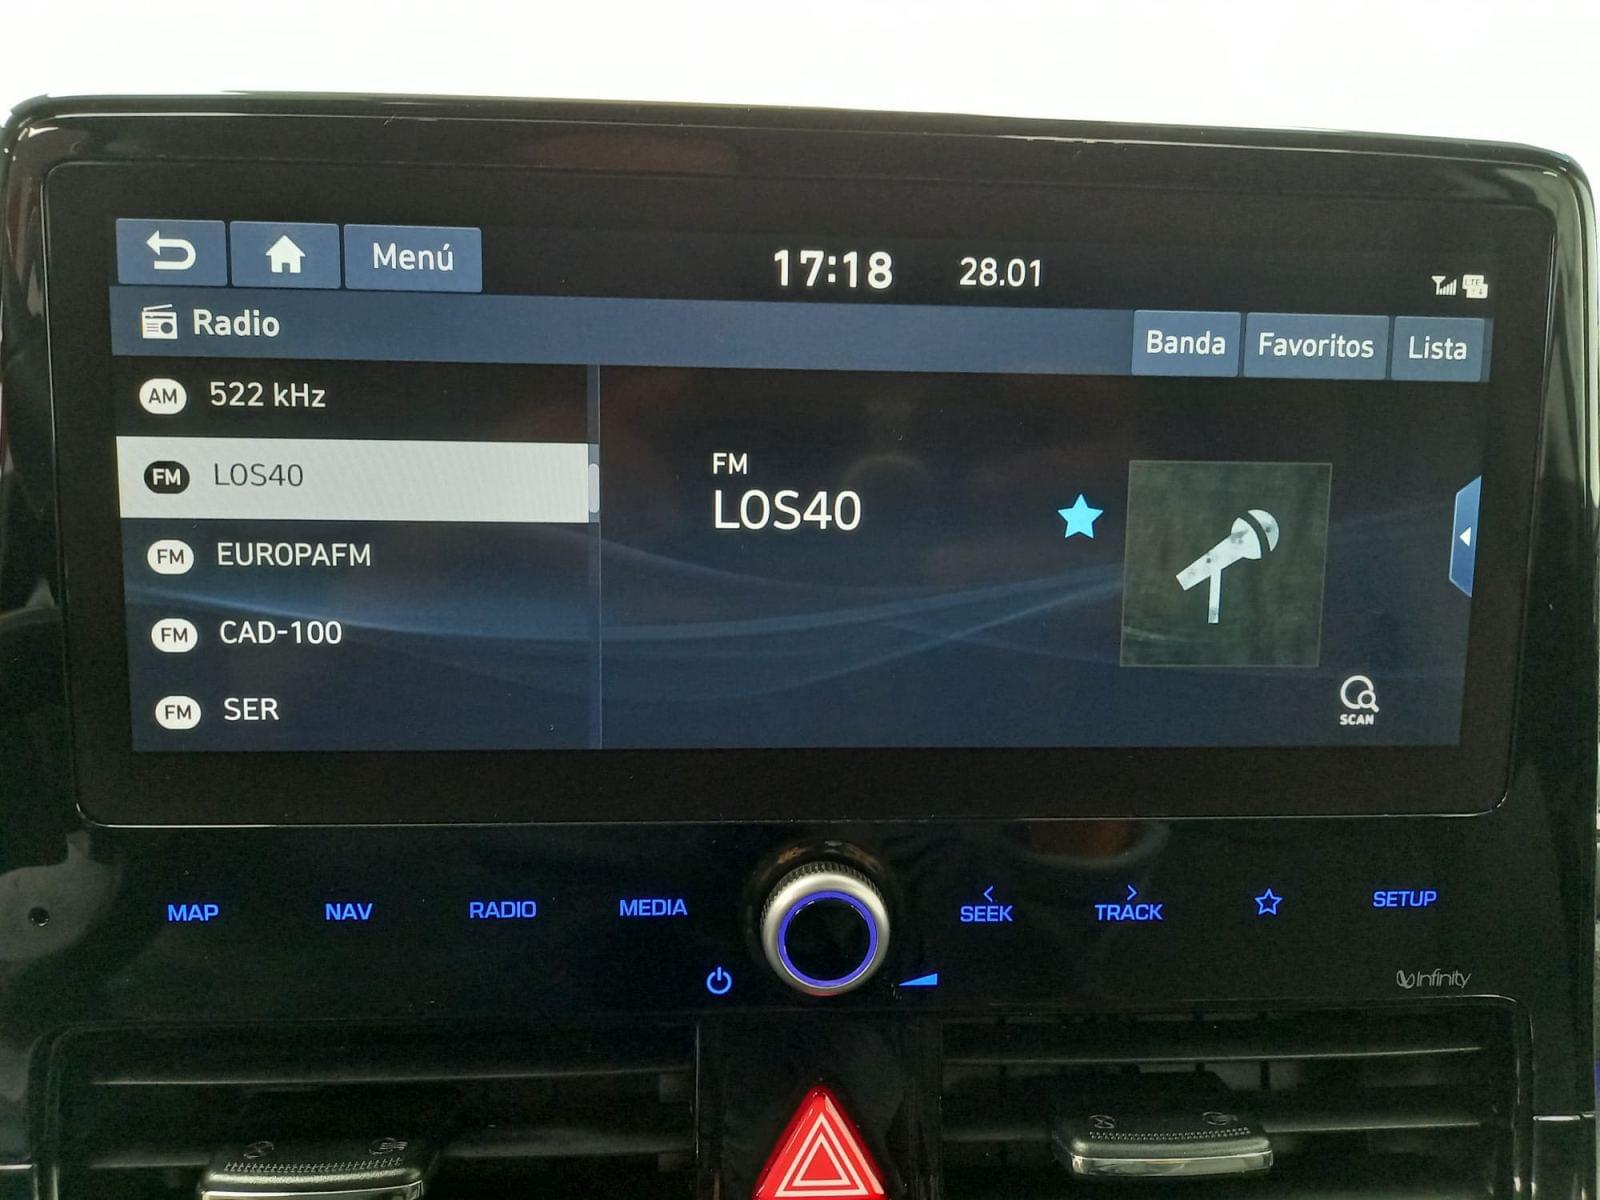 Menú
17:18 28.01
LTE
Radio
Banda Favoritos Lista
AM 522 kHz
FM LOS40
FM EUROPAFM
FM CAD-100
FM SER
FM
LOS40
SCAN
MAP NAV RADIO MEDIA SEEK TRACK SETUP
Infinity